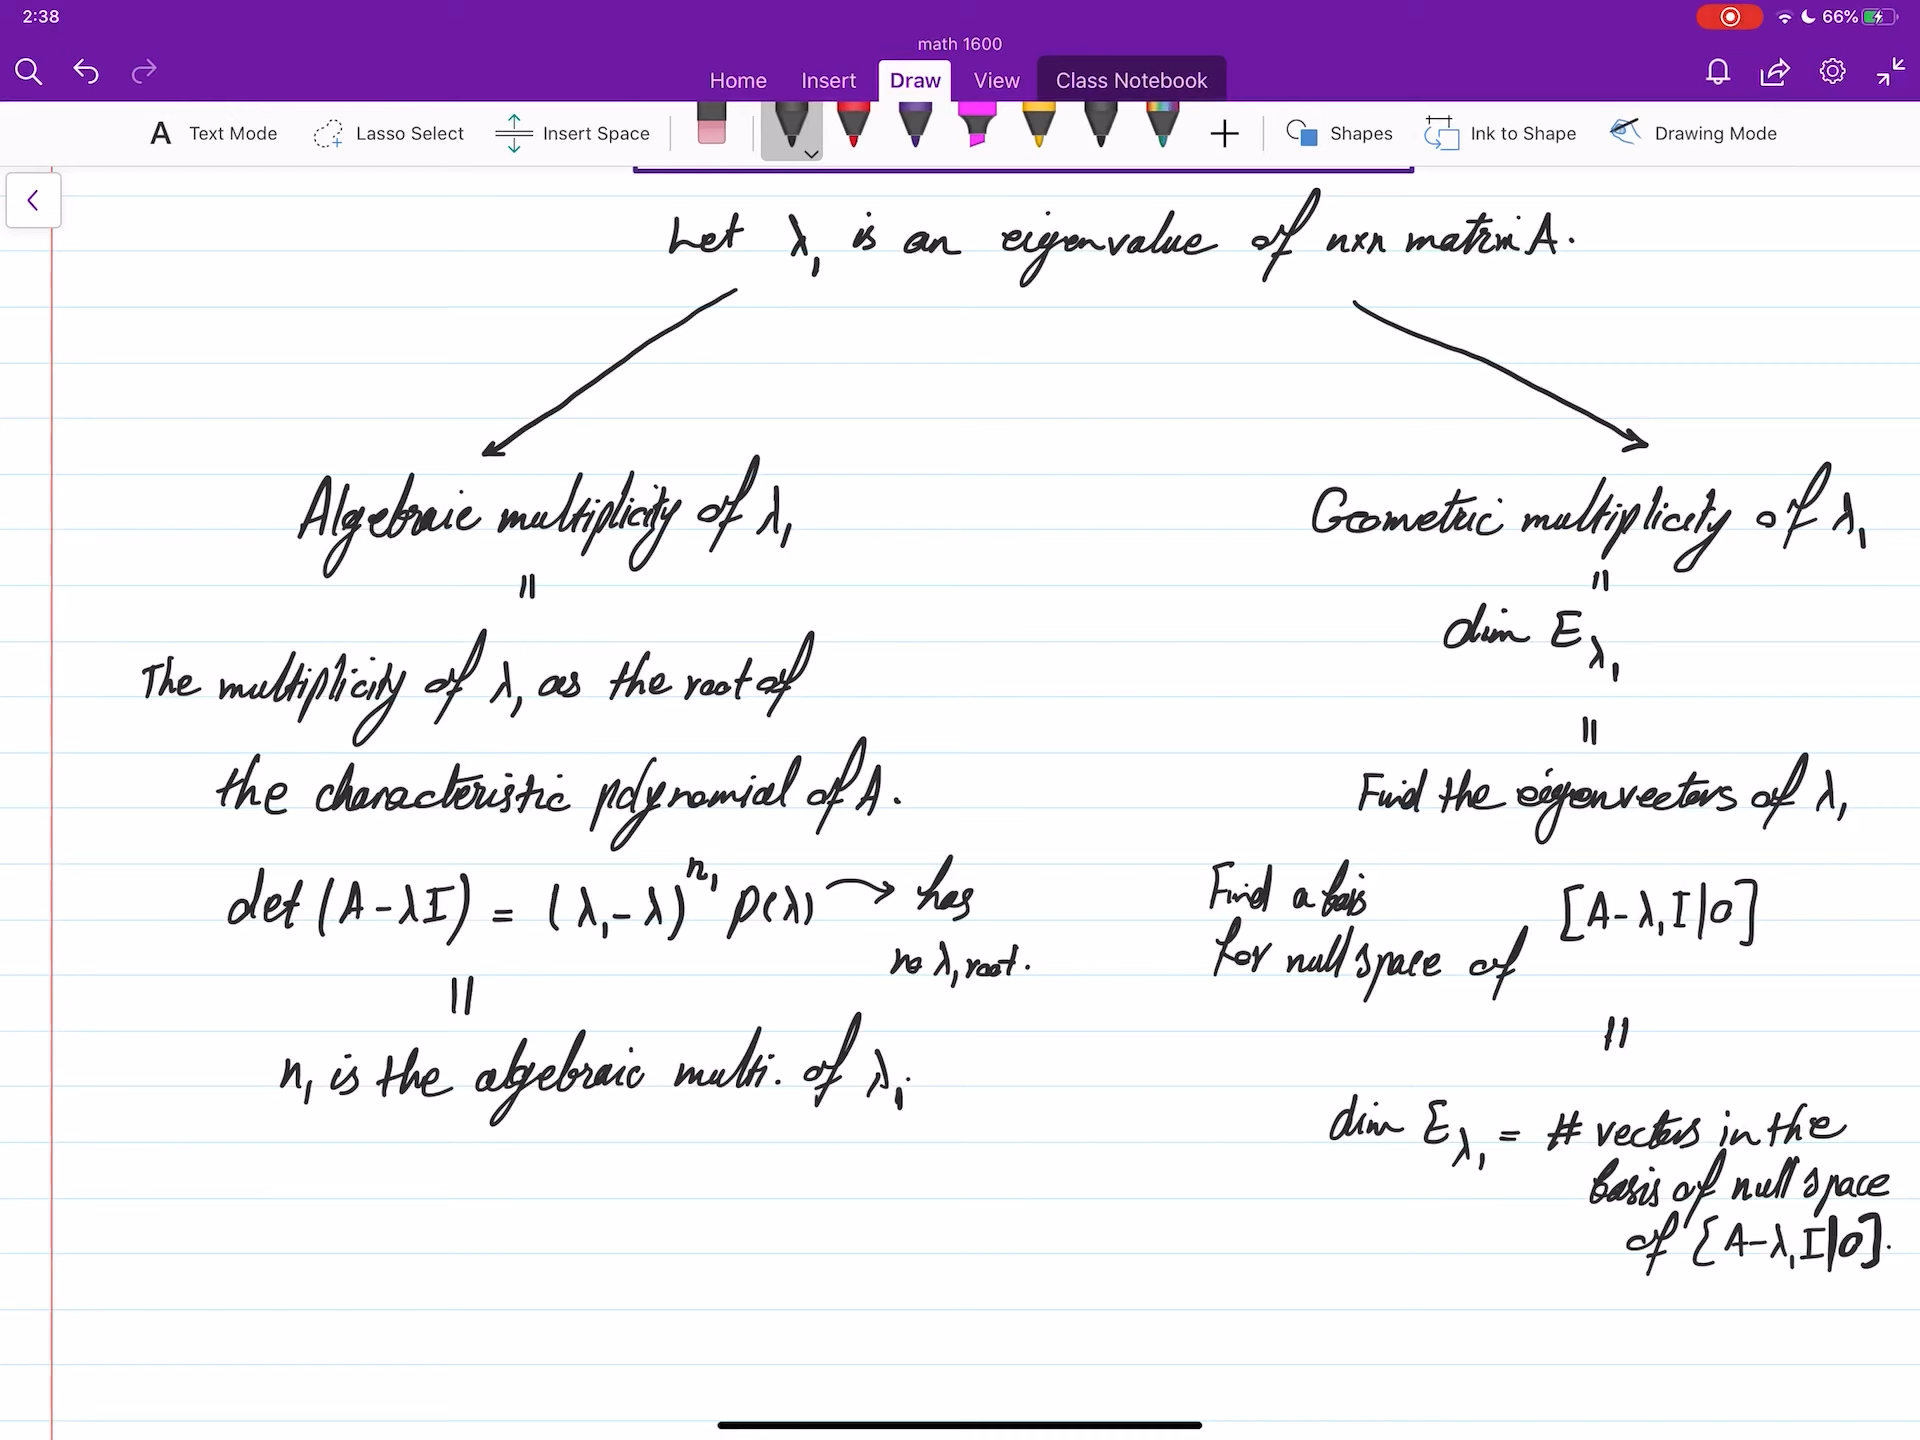 2:38
66%
math 1600
Home Insert Draw View Class Notebook
A Text Mode Lasso Select Insert Space Shapes Ink to Shape Drawing Mode
Let λ₁ is an eigenvalue of n×n matrix A.
Algebraic multiplicity of λ₁
=
The multiplicity of λ₁ as the root of
the characteristic polynomial of A.
det (A-λI) = (λ₁-λ)^n₁ p(λ) → has
no λ₁ root.
=
n₁ is the algebraic multi. of λ₁.
Geometric multiplicity of λ₁
=
dim E_λ₁
=
Find the eigenvectors of λ₁
Find a basis
for null space of [A-λ₁I|0]
=
dim E_λ₁ = # vectors in the
basis of null space
of [A-λ₁I|0].